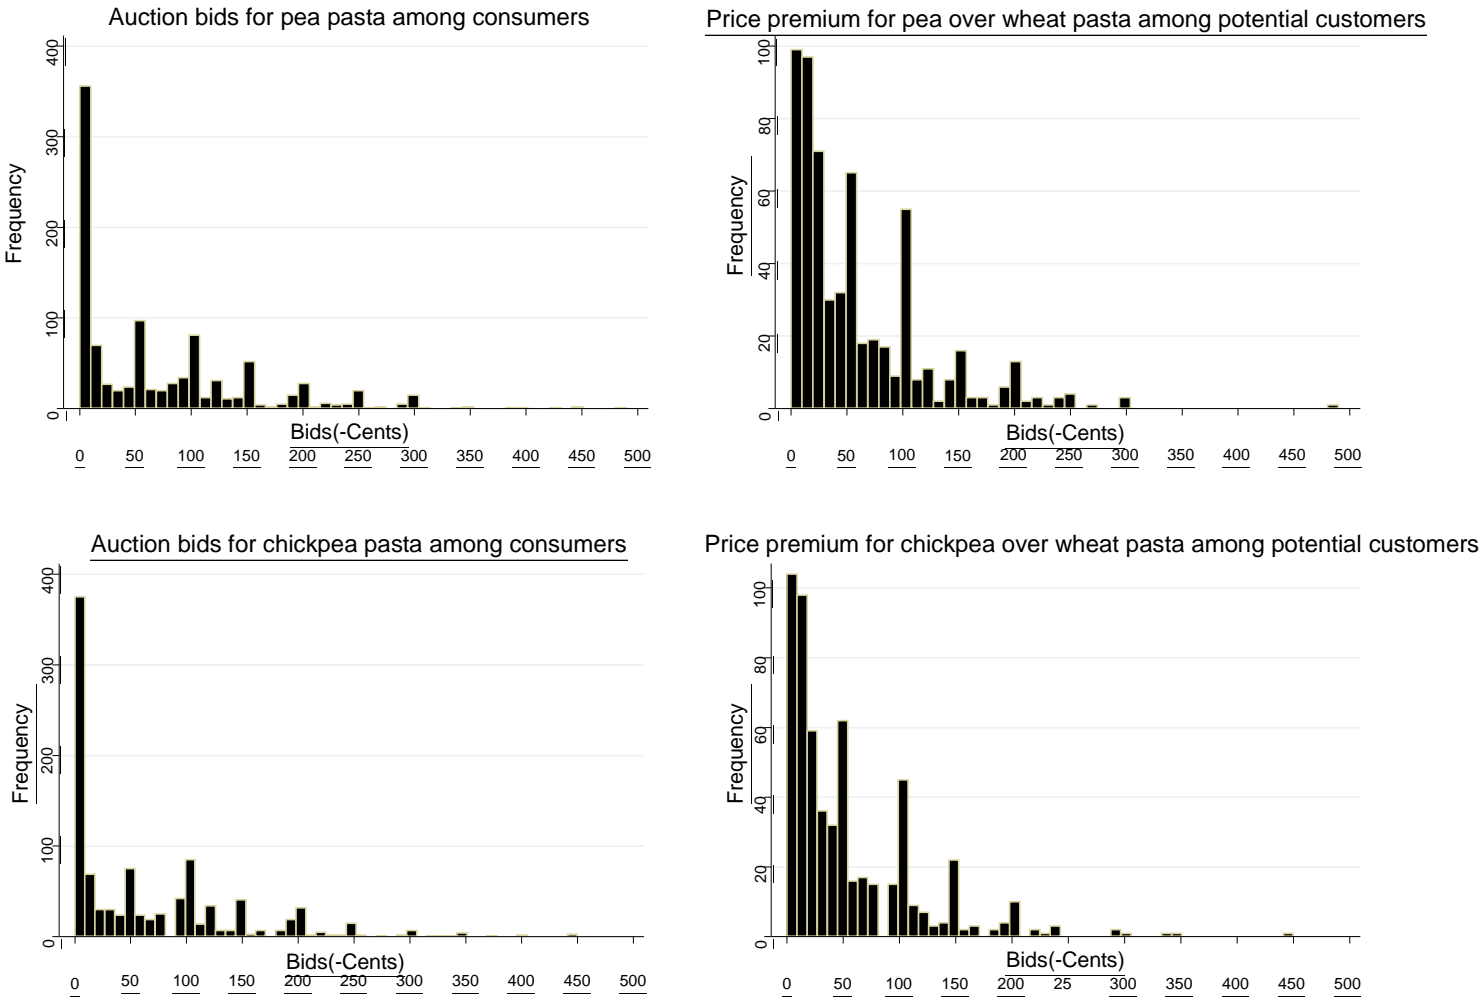 Auction bids for pea pasta among consumers
400
300
200
100
0
Frequency
Bids(-Cents)
0 50 100 150 200 250 300 350 400 450 500
Price premium for pea over wheat pasta among potential customers
100
80
60
40
20
0
Frequency
Bids(-Cents)
0 50 100 150 200 250 300 350 400 450 500
Auction bids for chickpea pasta among consumers
400
300
200
100
0
Frequency
Bids(-Cents)
0 50 100 150 200 250 300 350 400 450 500
Price premium for chickpea over wheat pasta among potential customers
100
80
60
40
20
0
Frequency
Bids(-Cents)
0 50 100 150 200 25 300 350 400 450 500